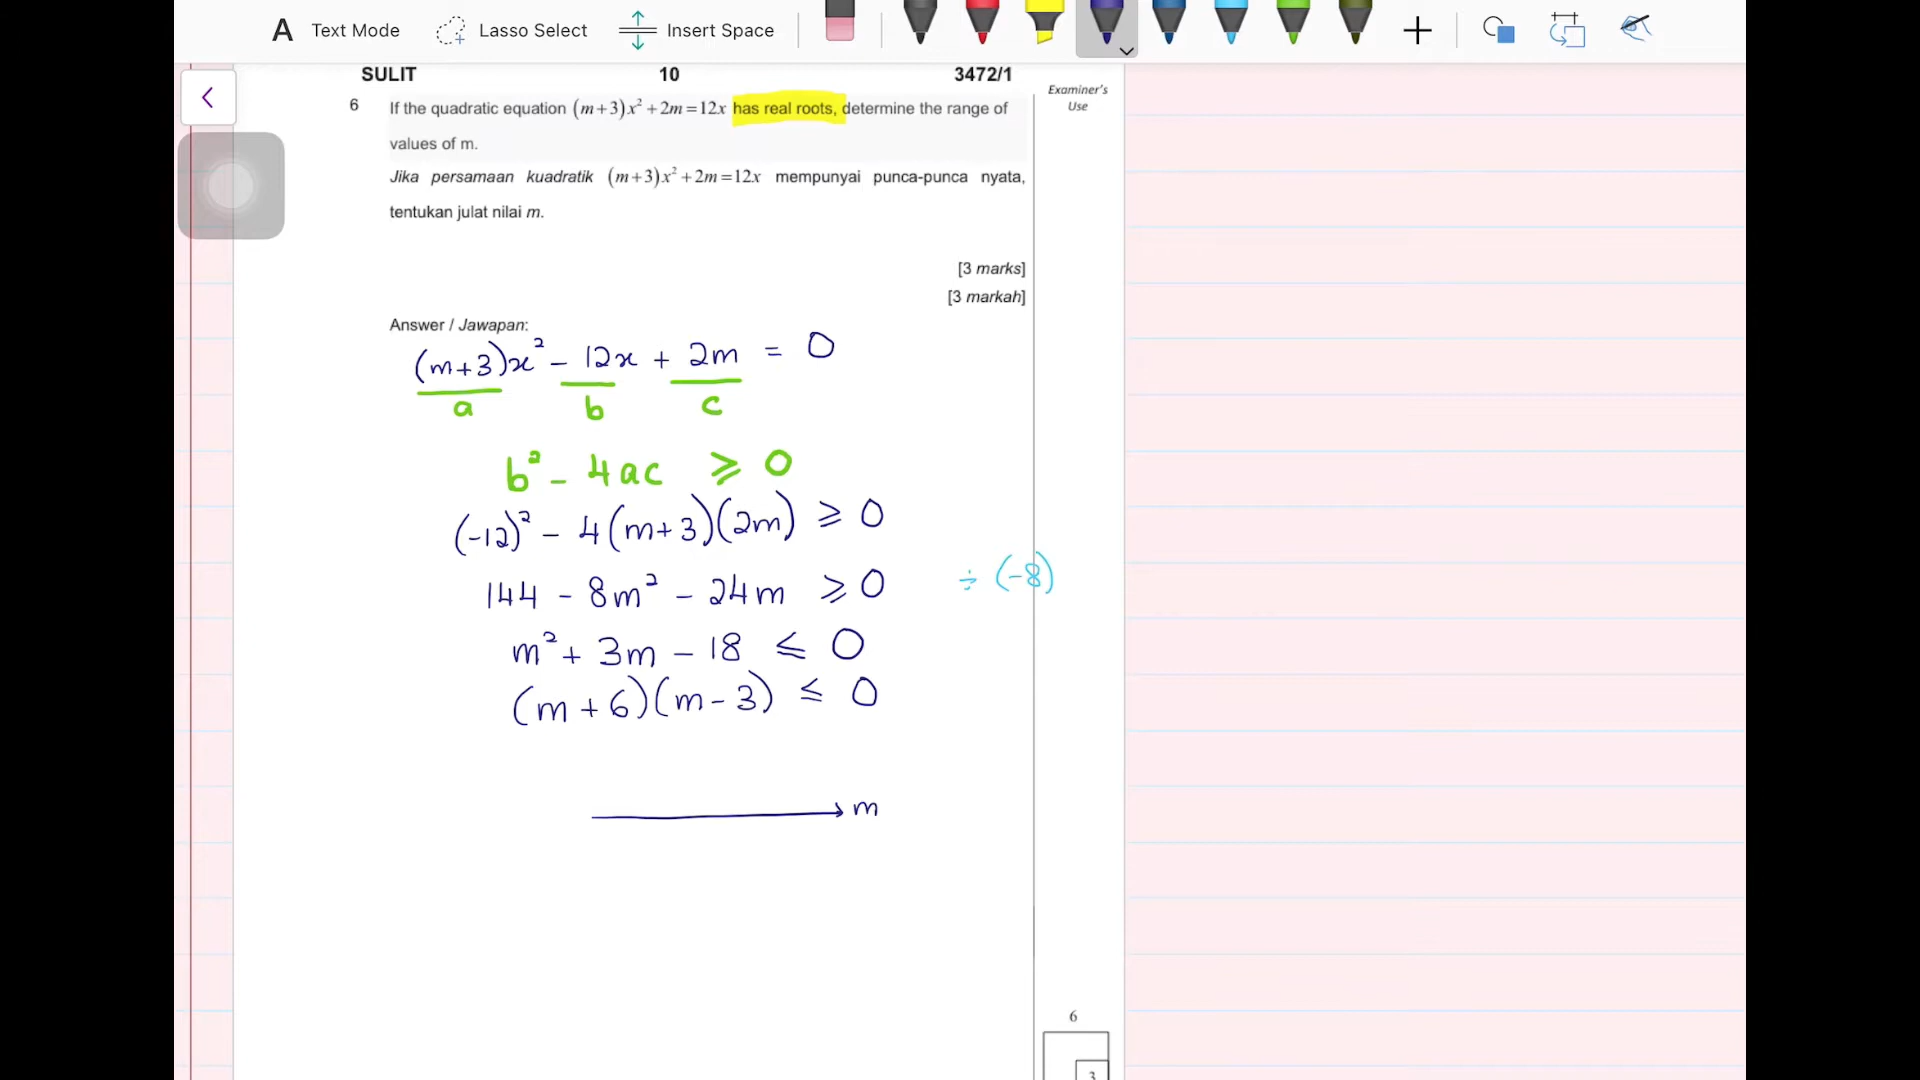 A Text Mode Lasso Select Insert Space
SULIT 10 3472/1
Examiner's
Use
6 If the quadratic equation (m+3)x²+2m=12x has real roots, determine the range of
values of m.
Jika persamaan kuadratik (m+3)x²+2m=12x mempunyai punca-punca nyata,
tentukan julat nilai m.
[3 marks]
[3 markah]
Answer / Jawapan:
(m+3)x² - 12x + 2m = 0
a b c
b² - 4ac ⩾ 0
(-12)² - 4(m+3)(2m) ⩾ 0
144 - 8m² - 24m ⩾ 0 ÷ (-8)
m² + 3m - 18 ⩽ 0
(m+6)(m-3) ⩽ 0
m
6
3